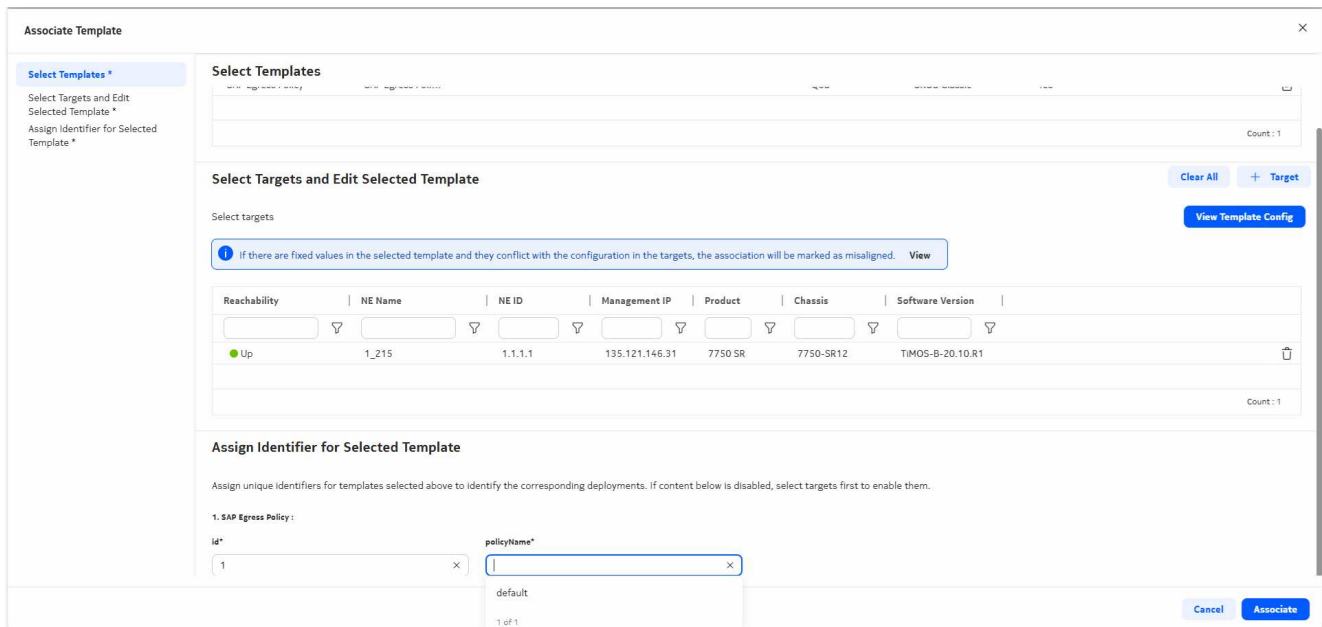 Associate Template
Select Templates *
Select Targets and Edit
Selected Template *
Assign Identifier for Selected
Template *
Select Templates
Count : 1
Select Targets and Edit Selected Template
Clear All
+ Target
Select targets
View Template Config
If there are fixed values in the selected template and they conflict with the configuration in the targets, the association will be marked as misaligned. View
Reachability NE Name NE ID Management IP Product Chassis Software Version
Up 1_215 1.1.1.1 135.121.146.31 7750 SR 7750-SR12 TiMOS-B-20.10.R1
Count : 1
Assign Identifier for Selected Template
Assign unique identifiers for templates selected above to identify the corresponding deployments. If content below is disabled, select targets first to enable them.
1. SAP Egress Policy :
id* policyName*
1
default
1 of 1
Cancel Associate